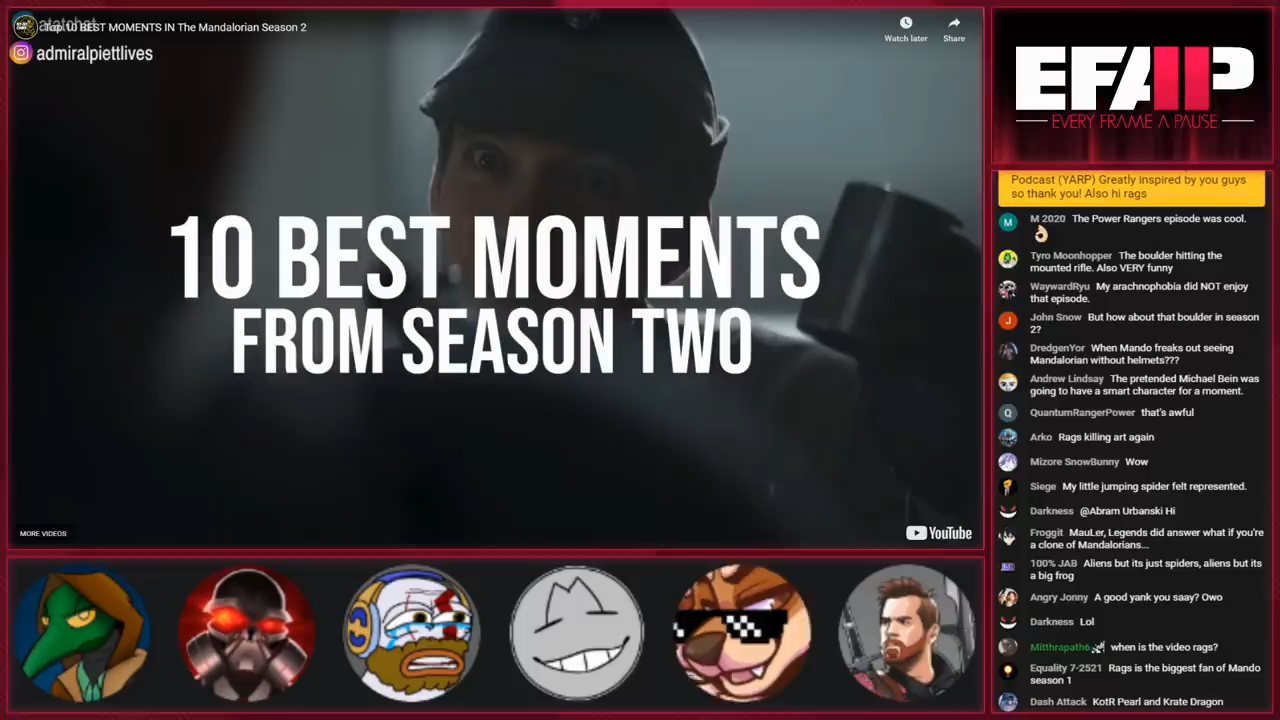 Top 10 BEST MOMENTS IN The Mandalorian Season 2
admiralpiettlives
Watch later
Share
10 BEST MOMENTS
FROM SEASON TWO
MORE VIDEOS
YouTube
EFAP
EVERY FRAME A PAUSE
Podcast (YARP) Greatly inspired by you guys
so thank you! Also hi rags
M 2020 The Power Rangers episode was cool.
Tyro Moonhopper The boulder hitting the
mounted rifle. Also VERY funny
WaywardRyu My arachnophobia did NOT enjoy
that episode.
John Snow But how about that boulder in season
2?
DredgenYor When Mando freaks out seeing
Mandalorian without helmets???
Andrew Lindsay The pretended Michael Bein was
going to have a smart character for a moment.
QuantumRangerPower that's awful
Arko Rags killing art again
Mizore SnowBunny Wow
Siege My little jumping spider felt represented.
Darkness @Abram Urbanski Hi
Froggit MauLer, Legends did answer what if you're
a clone of Mandalorians...
100% JAB Aliens but its just spiders, aliens but its
a big frog
Angry Jonny A good yank you saay? Owo
Darkness Lol
Mitthrapath6 when is the video rags?
Equality 7-2521 Rags is the biggest fan of Mando
season 1
Dash Attack KotR Pearl and Krate Dragon